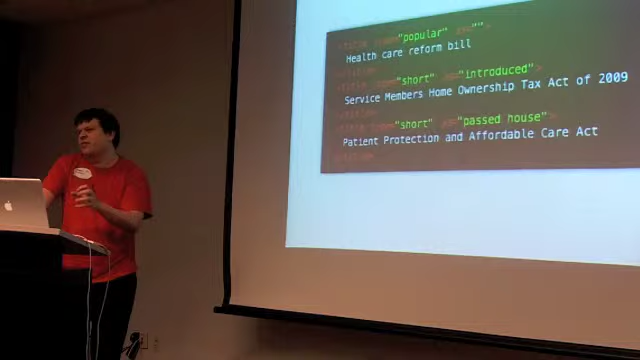 <title "popular" "">
Health care reform bill
"short" "introduced"
Service Members Home Ownership Tax Act of 2009
"short" "passed house"
Patient Protection and Affordable Care Act